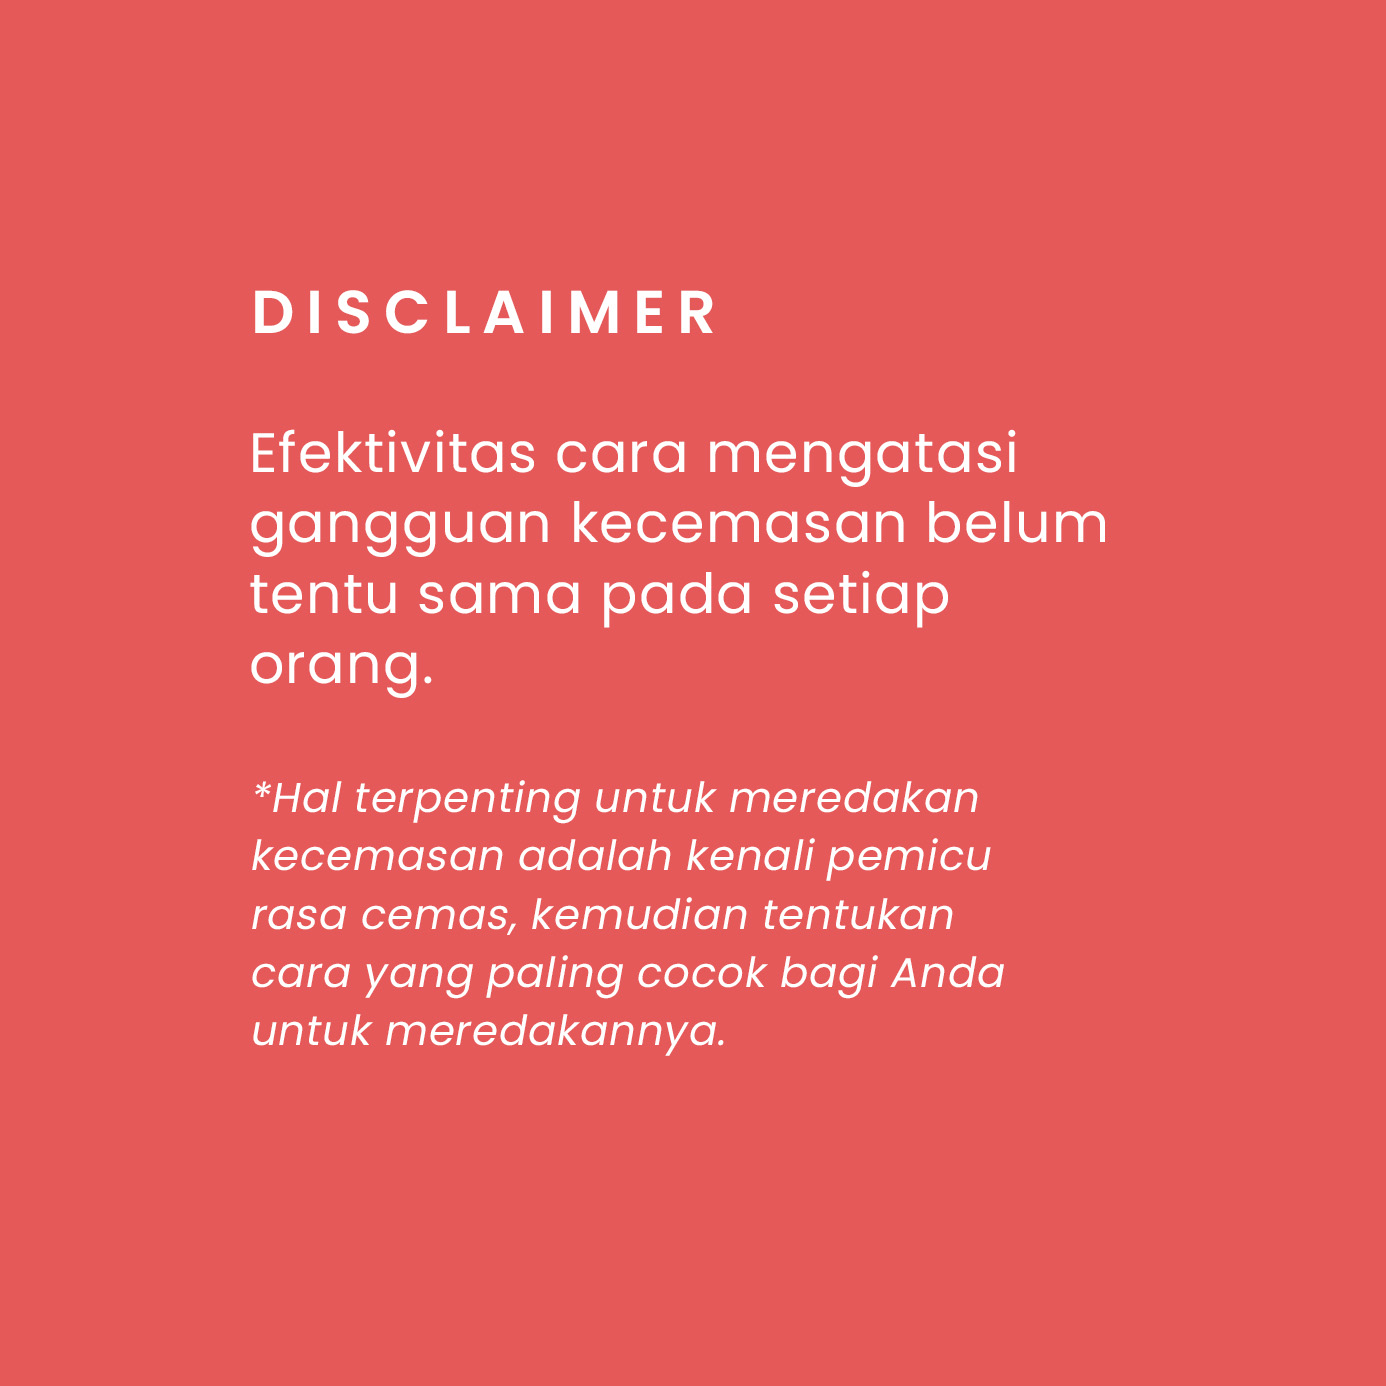 DISCLAIMER
Efektivitas cara mengatasi
gangguan kecemasan belum
tentu sama pada setiap
orang.
*Hal terpenting untuk meredakan
kecemasan adalah kenali pemicu
rasa cemas, kemudian tentukan
cara yang paling cocok bagi Anda
untuk meredakannya.